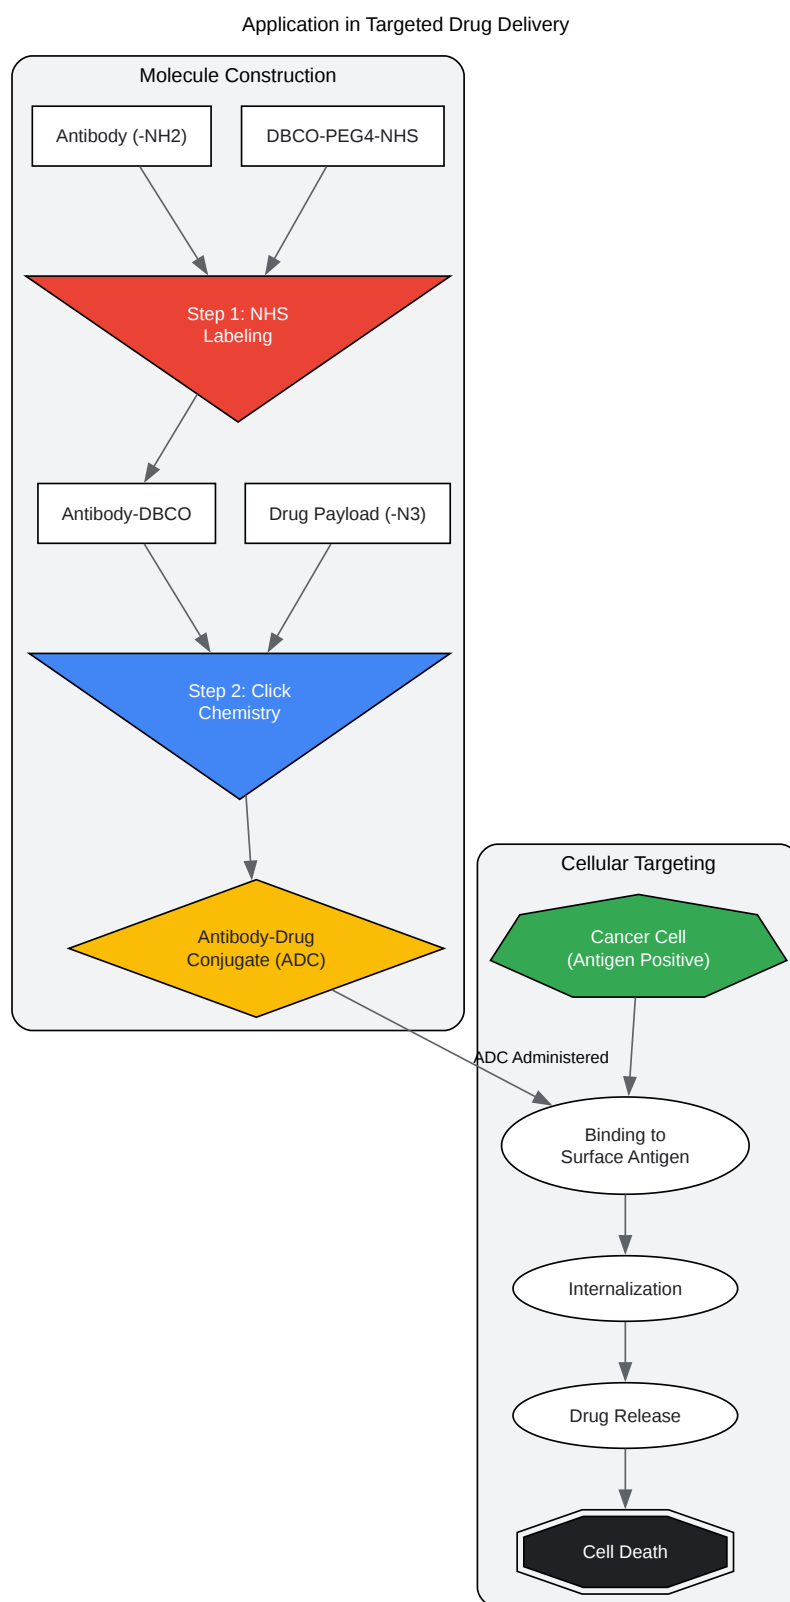 Application in Targeted Drug Delivery
Molecule Construction
Antibody (-NH2)
DBCO-PEG4-NHS
Step 1: NHS
Labeling
Antibody-DBCO
Drug Payload (-N3)
Step 2: Click
Chemistry
Antibody-Drug
Conjugate (ADC)
Cellular Targeting
Cancer Cell
(Antigen Positive)
ADC Administered
Binding to
Surface Antigen
Internalization
Drug Release
Cell Death